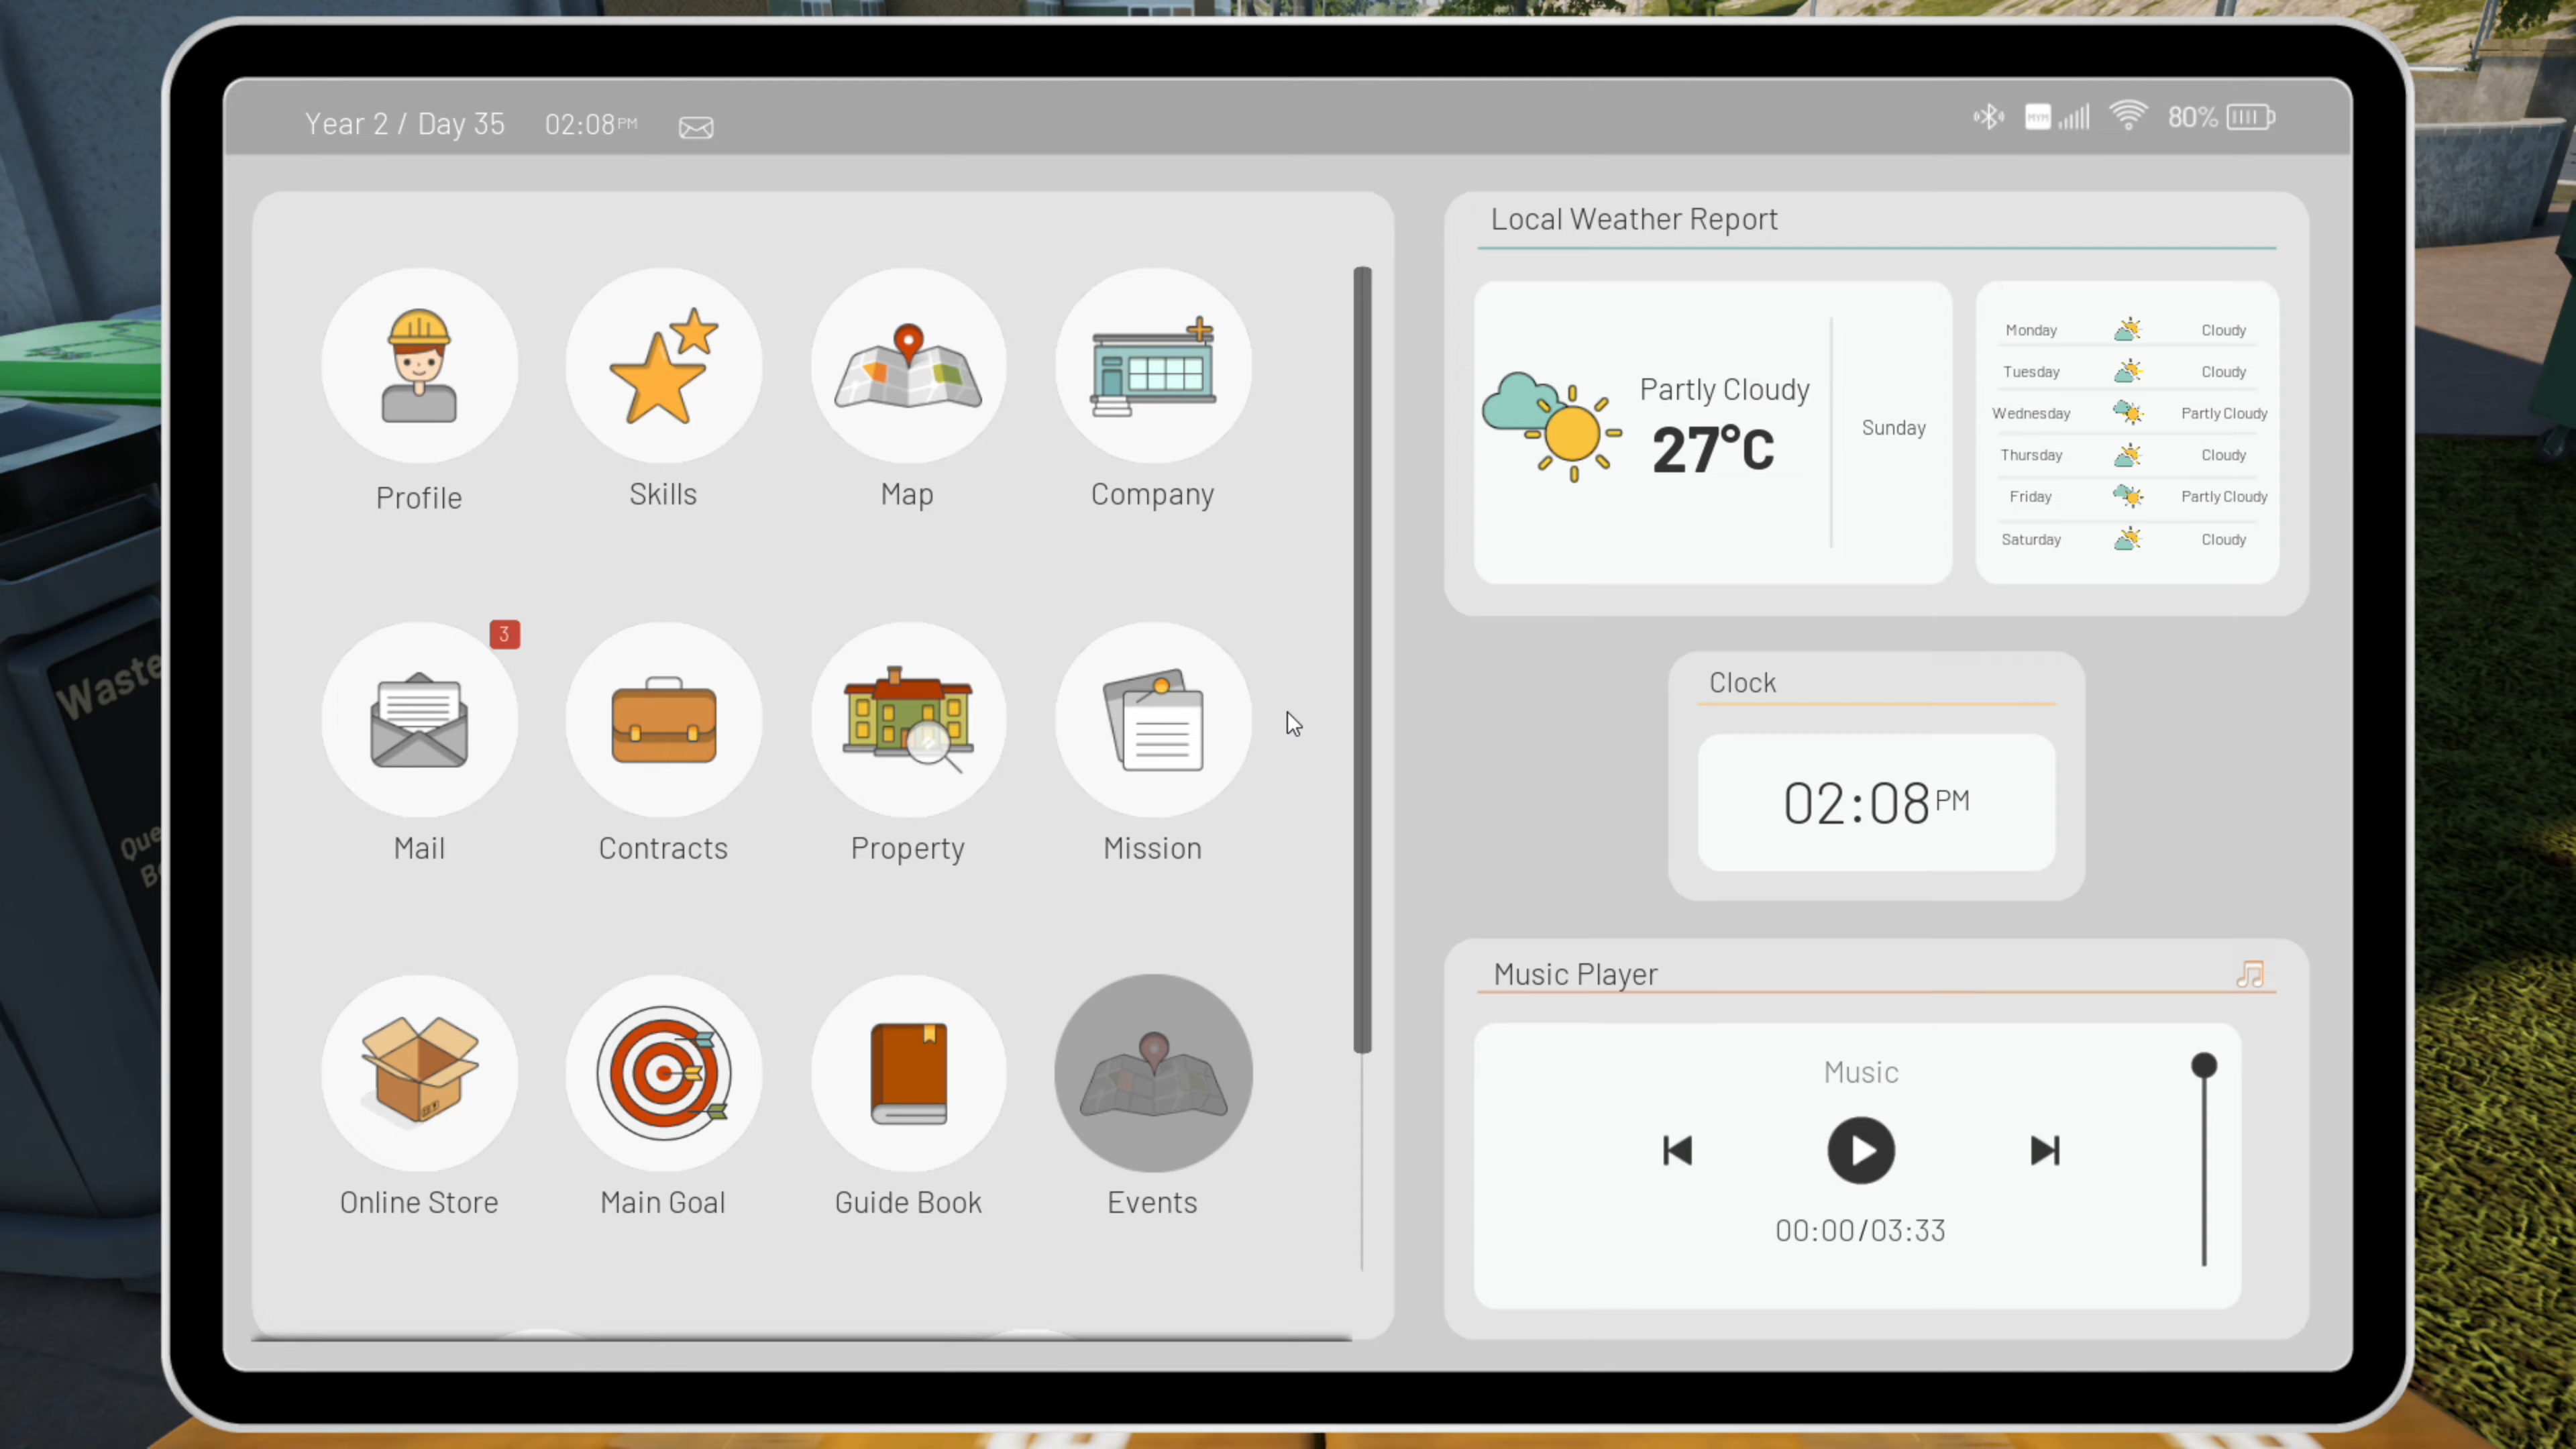 Year 2 / Day 35 02:08PM
80%
Profile
Skills
Map
Company
3
Mail
Contracts
Property
Mission
Online Store
Main Goal
Guide Book
Events
Local Weather Report
Partly Cloudy
27°C
Sunday
Monday Cloudy
Tuesday Cloudy
Wednesday Partly Cloudy
Thursday Cloudy
Friday Partly Cloudy
Saturday Cloudy
Clock
02:08PM
Music Player
Music
00:00/03:33
Waste